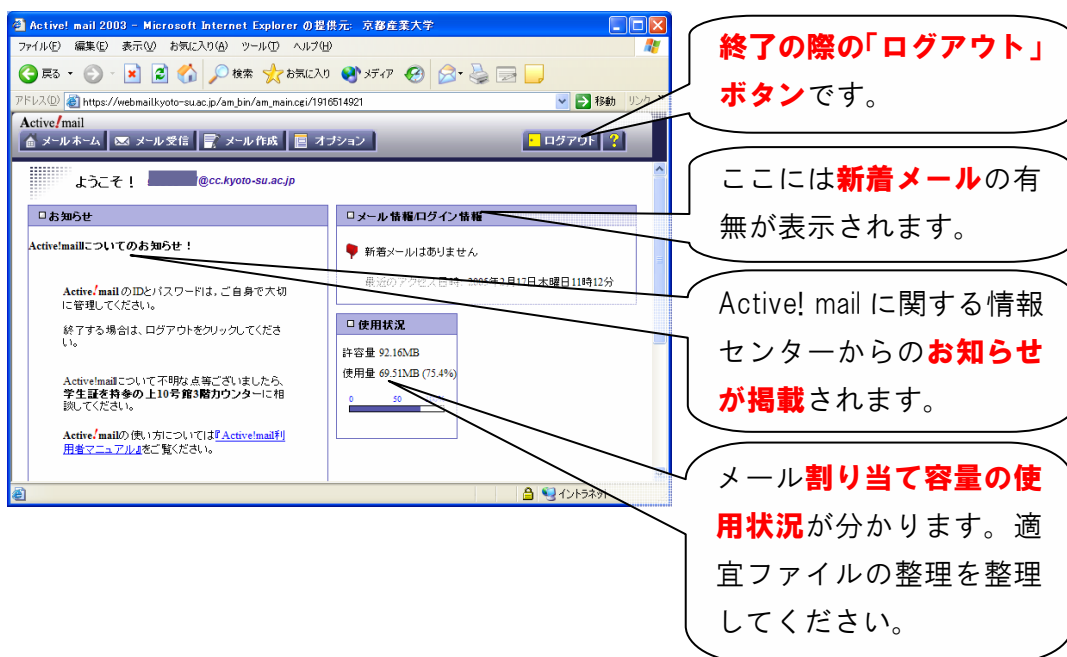 Active! mail 2003 - Microsoft Internet Explorer の提供元: 京都産業大学
ファイル(F) 編集(E) 表示(V) お気に入り(A) ツール(T) ヘルプ(H)
戻る 検索 お気に入り メディア
アドレス(D) https://webmail.kyoto-su.ac.jp/am_bin/am_main.cgi/1916514921 移動 リンク
Active! mail
メールホーム メール受信 メール作成 オプション ログアウト ?
ようこそ! @cc.kyoto-su.ac.jp
お知らせ
Active!mailについてのお知らせ!
Active! mail のIDとパスワードは、ご自身で大切
に管理してください。
終了する場合は、ログアウトをクリックしてくださ
い。
Active!mailについて不明な点等ございましたら、
学生証を持参の上10号館3階カウンターに相
談してください。
Active! mailの使い方については『Active!mail利
用者マニュアル』をご覧ください。
メール情報/ログイン情報
新着メールはありません
最近のアクセス日時: 2005年2月17日木曜日11時12分
使用状況
許容量 92.16MB
使用量 69.51MB (75.4%)
0 50
イントラネット
終了の際の「ログアウト」
ボタンです。
ここには新着メールの有
無が表示されます。
Active! mail に関する情報
センターからのお知らせ
が掲載されます。
メール割り当て容量の使
用状況が分かります。適
宜ファイルの整理を整理
してください。